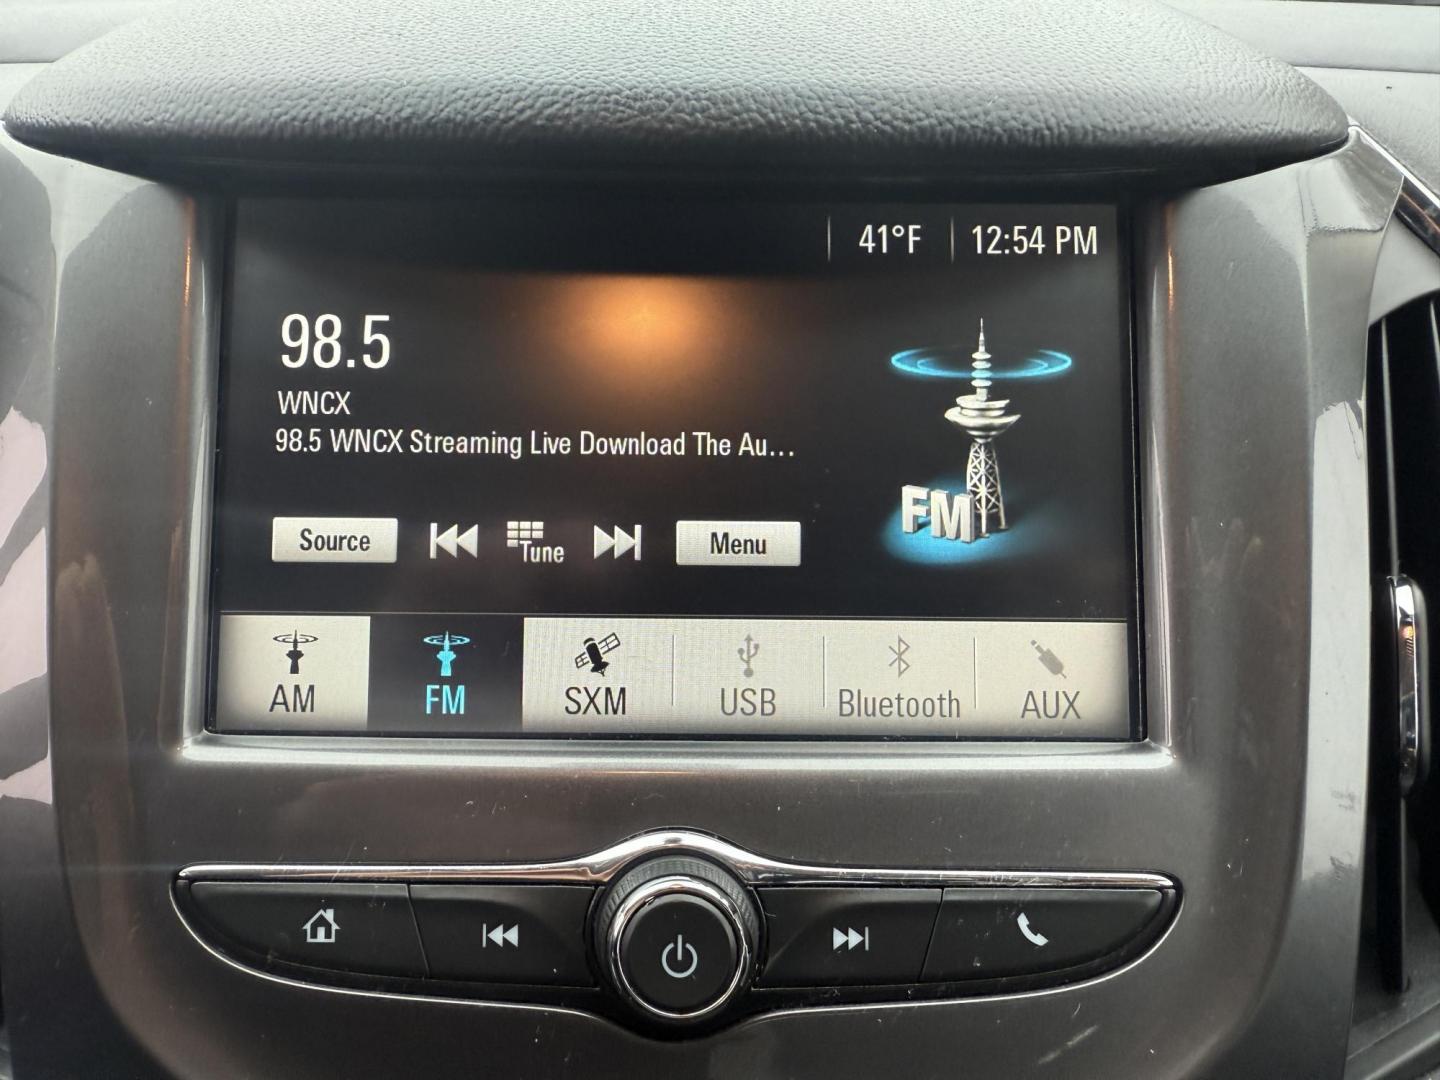 41°F 12:54 PM
98.5
WNCX
98.5 WNCX Streaming Live Download The Au...
FM
Source Tune Menu
AM FM SXM USB Bluetooth AUX